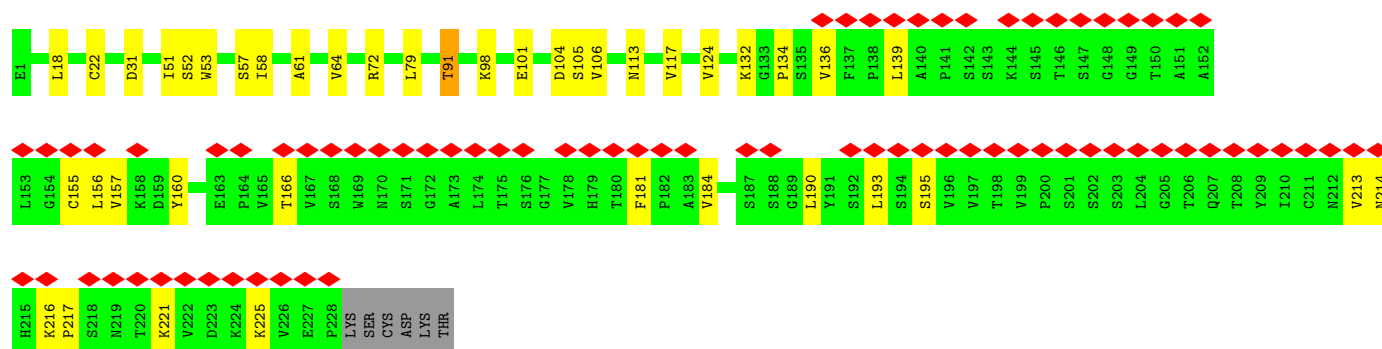 E1 L18 C22 D31 I51 S52 W53 S57 I58 A61 V64 R72 L79 T91 K98 E101 D104 S105 V106 N113 V117 V124 K132 G133 P134 S135 V136 F137 P138 L139 A140 P141 S142 S143 K144 S145 T146 S147 G148 G149 T150 A151 A152
L153 G154 C155 L156 V157 K158 D159 Y160 E163 P164 V165 T166 V167 S168 W169 N170 S171 G172 A173 L174 T175 S176 G177 V178 H179 T180 F181 P182 A183 V184 S187 S188 G189 L190 Y191 S192 L193 S194 S195 V196 V197 T198 V199 P200 S201 S202 S203 L204 G205 T206 Q207 T208 Y209 I210 C211 N212 V213 N214
H215 K216 P217 S218 N219 T220 K221 V222 D223 K224 K225 V226 E227 P228 LYS SER CYS ASP LYS THR